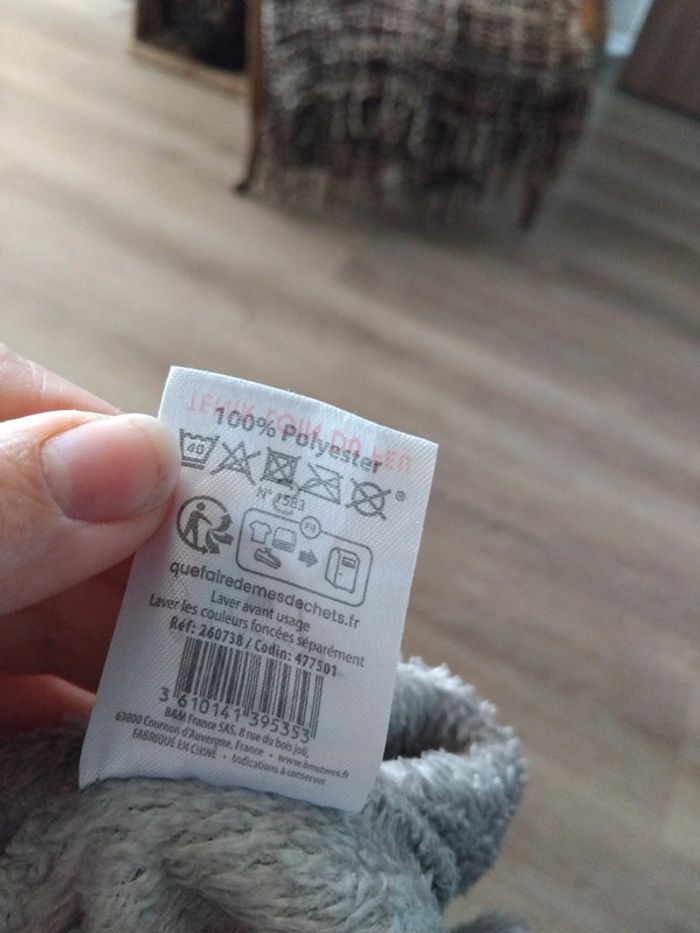 TENIR LOIN DU FEU
100% Polyester
40
N° 1583
FR
quefairedemesdechets.fr
Laver avant usage
Laver les couleurs foncées séparément
Réf: 260738 / Codin: 477501
3 610141 395353
B&M France SAS, 8 rue du bois joli,
63800 Cournon d'Auvergne, France • www.bmstores.fr
FABRIQUÉ EN CHINE • Indications à conserver